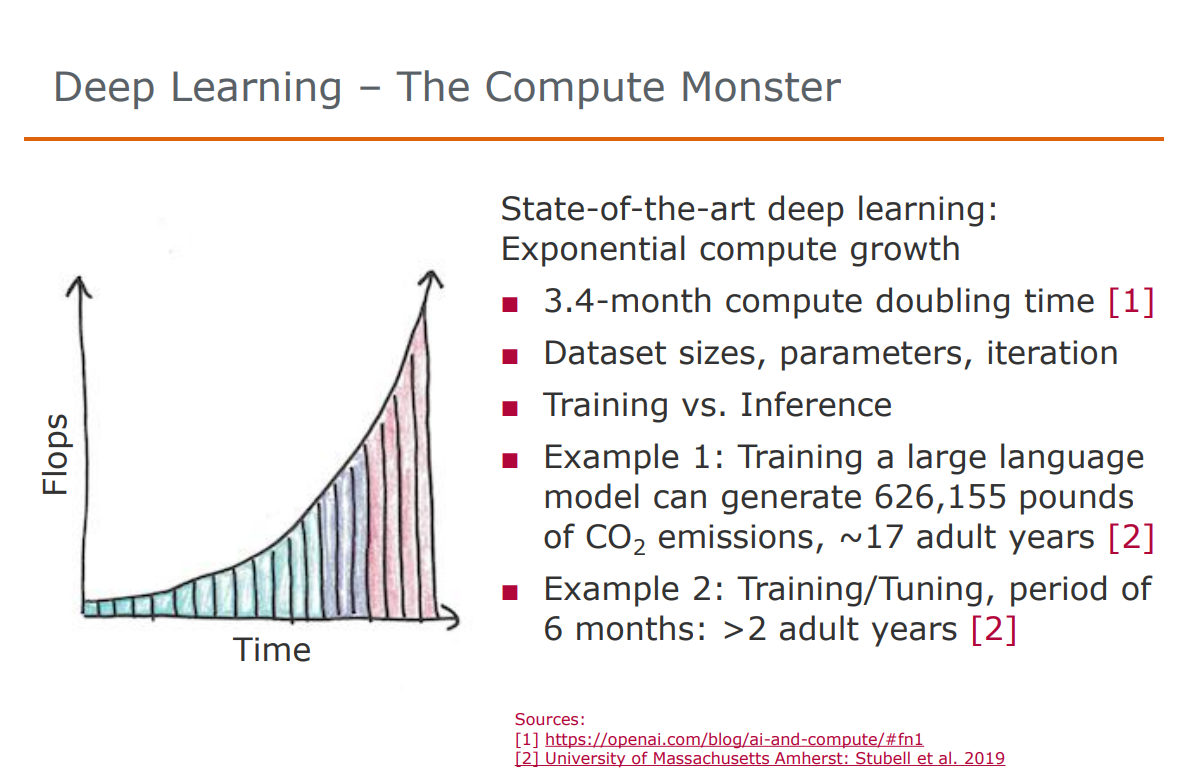 Deep Learning – The Compute Monster
State-of-the-art deep learning:
Exponential compute growth
■ 3.4-month compute doubling time [1]
■ Dataset sizes, parameters, iteration
■ Training vs. Inference
■ Example 1: Training a large language
model can generate 626,155 pounds
of CO₂ emissions, ~17 adult years [2]
■ Example 2: Training/Tuning, period of
6 months: >2 adult years [2]
Flops
Time
Sources:
[1] https://openai.com/blog/ai-and-compute/#fn1
[2] University of Massachusetts Amherst: Stubell et al. 2019